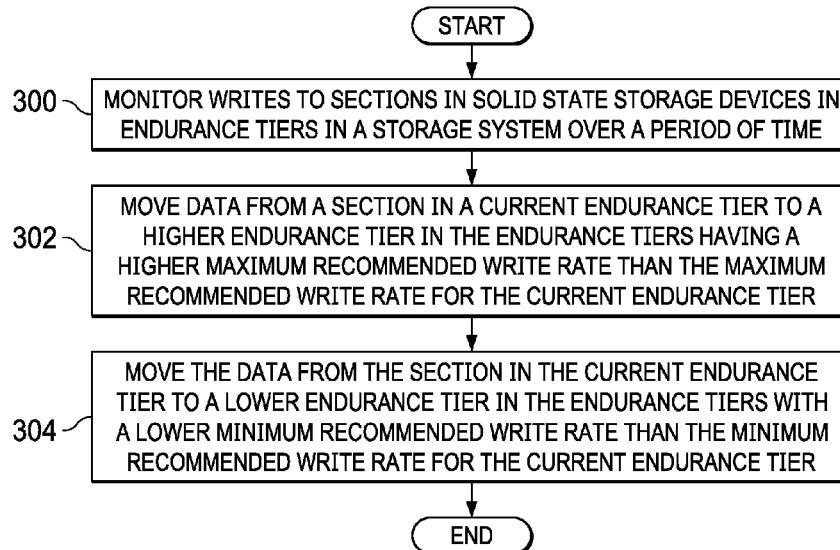 START
300
MONITOR WRITES TO SECTIONS IN SOLID STATE STORAGE DEVICES IN
ENDURANCE TIERS IN A STORAGE SYSTEM OVER A PERIOD OF TIME
302
MOVE DATA FROM A SECTION IN A CURRENT ENDURANCE TIER TO A
HIGHER ENDURANCE TIER IN THE ENDURANCE TIERS HAVING A
HIGHER MAXIMUM RECOMMENDED WRITE RATE THAN THE MAXIMUM
RECOMMENDED WRITE RATE FOR THE CURRENT ENDURANCE TIER
304
MOVE THE DATA FROM THE SECTION IN THE CURRENT ENDURANCE
TIER TO A LOWER ENDURANCE TIER IN THE ENDURANCE TIERS WITH
A LOWER MINIMUM RECOMMENDED WRITE RATE THAN THE MINIMUM
RECOMMENDED WRITE RATE FOR THE CURRENT ENDURANCE TIER
END